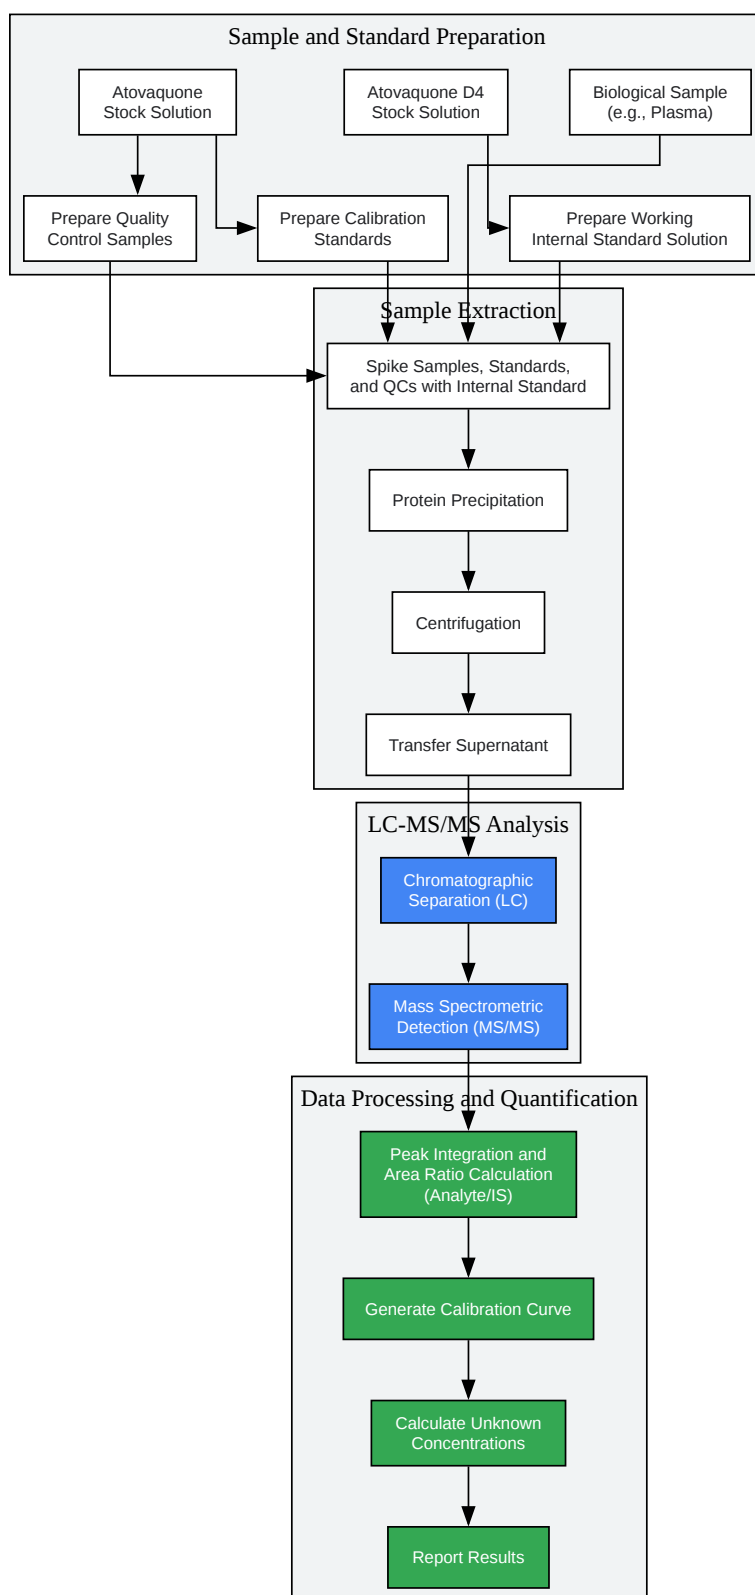 Sample and Standard Preparation
Atovaquone
Stock Solution
Atovaquone D4
Stock Solution
Biological Sample
(e.g., Plasma)
Prepare Quality
Control Samples
Prepare Calibration
Standards
Prepare Working
Internal Standard Solution
Sample Extraction
Spike Samples, Standards,
and QCs with Internal Standard
Protein Precipitation
Centrifugation
Transfer Supernatant
LC-MS/MS Analysis
Chromatographic
Separation (LC)
Mass Spectrometric
Detection (MS/MS)
Data Processing and Quantification
Peak Integration and
Area Ratio Calculation
(Analyte/IS)
Generate Calibration Curve
Calculate Unknown
Concentrations
Report Results